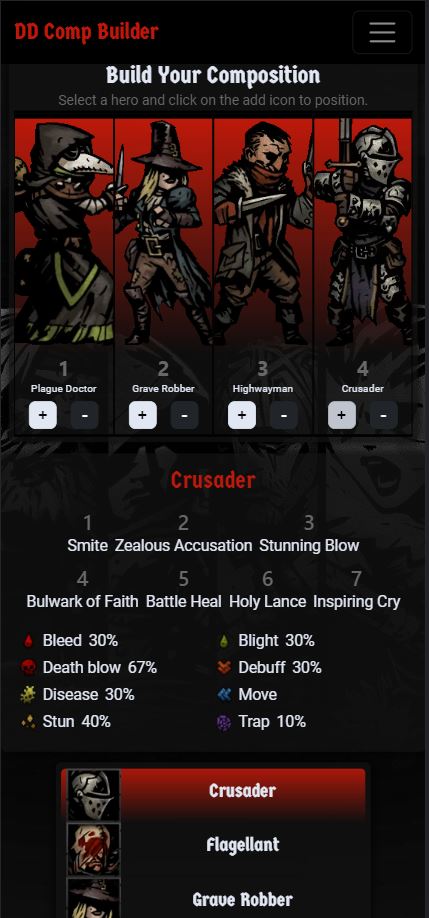 DD Comp Builder
Build Your Composition
Select a hero and click on the add icon to position.
1 2 3 4
Plague Doctor Grave Robber Highwayman Crusader
+ - + - + - + -
Crusader
1 2 3
Smite Zealous Accusation Stunning Blow
4 5 6 7
Bulwark of Faith Battle Heal Holy Lance Inspiring Cry
Bleed 30% Blight 30%
Death blow 67% Debuff 30%
Disease 30% Move
Stun 40% Trap 10%
Crusader
Flagellant
Grave Robber